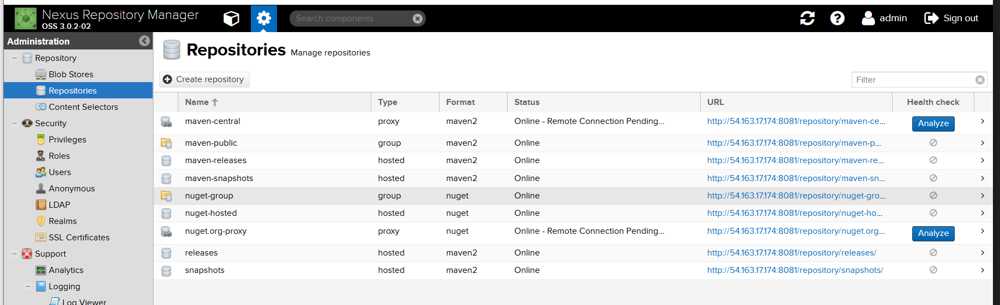 Nexus Repository Manager
OSS 3.0.2-02
Search components
admin
Sign out
Administration
Repository
Blob Stores
Repositories
Content Selectors
Security
Privileges
Roles
Users
Anonymous
LDAP
Realms
SSL Certificates
Support
Analytics
Logging
Log Viewer
Repositories Manage repositories
Create repository
Filter
Name Type Format Status URL Health check
maven-central proxy maven2 Online - Remote Connection Pending... http://54.163.17.174:8081/repository/maven-ce... Analyze
maven-public group maven2 Online http://54.163.17.174:8081/repository/maven-p...
maven-releases hosted maven2 Online http://54.163.17.174:8081/repository/maven-re...
maven-snapshots hosted maven2 Online http://54.163.17.174:8081/repository/maven-sn...
nuget-group group nuget Online http://54.163.17.174:8081/repository/nuget-gro...
nuget-hosted hosted nuget Online http://54.163.17.174:8081/repository/nuget-ho...
nuget.org-proxy proxy nuget Online - Remote Connection Pending... http://54.163.17.174:8081/repository/nuget.org... Analyze
releases hosted maven2 Online http://54.163.17.174:8081/repository/releases/
snapshots hosted maven2 Online http://54.163.17.174:8081/repository/snapshots/